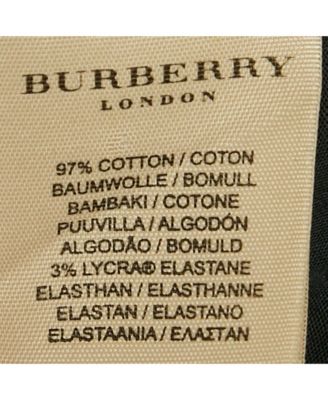 BURBERRY
LONDON
97% COTTON / COTON
BAUMWOLLE / BOMULL
BAMBAKI / COTONE
PUUVILLA / ALGODÓN
ALGODÃO / BOMULD
3% LYCRA® ELASTANE
ELASTHAN / ELASTHANNE
ELASTAN / ELASTANO
ELASTAANIA / ΕΛΑΣΤΑΝ